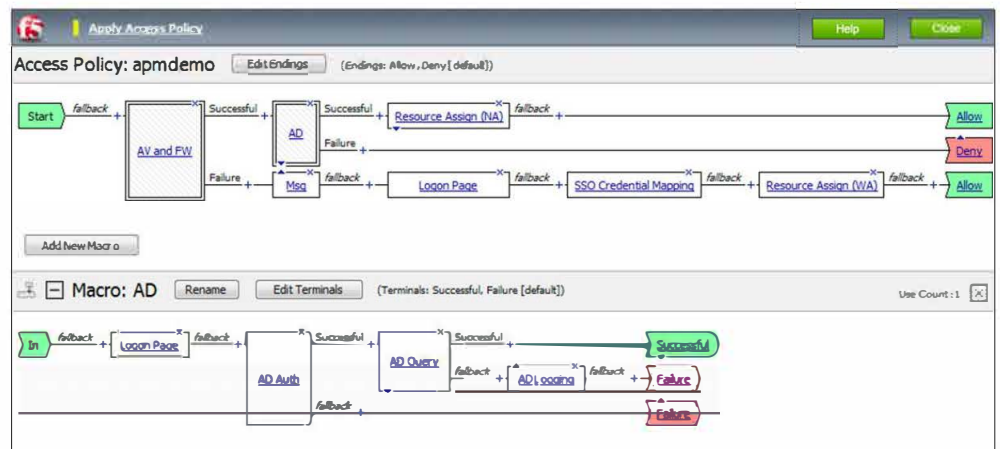 f5 Apply Access Policy Help Close
Access Policy: apmdemo Edit Endings (Endings: Allow, Deny [default])
Start fallback + AV and FW Successful + AD Successful + Resource Assign (NA) fallback + Allow
Failure + Deny
Failure + Msg fallback + Logon Page fallback + SSO Credential Mapping fallback + Resource Assign (WA) fallback + Allow
Add New Macro
Macro: AD Rename Edit Terminals (Terminals: Successful, Failure [default]) Use Count: 1
In fallback + Logon Page fallback + AD Auth Successful + AD Query Successful + Successful
fallback + AD Logging fallback + Failure
fallback + Failure